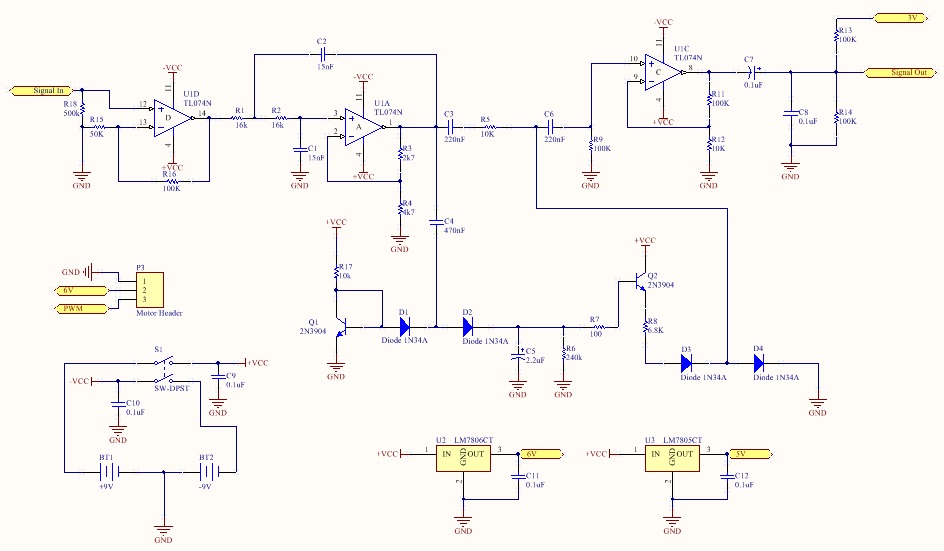 -VCC
3V
C2
15nF
11
U1C
TL074N
R13
100K
-VCC
11
U1D
TL074N
-VCC
11
U1A
TL074N
10
9
C
8
C7
0.1uF
Signal Out
Signal In
R18
500k
12
13
D
14
R1
16k
R2
16k
3
2
A
1
C3
220nF
R5
10K
C6
220nF
4
+VCC
R11
100K
C8
0.1uF
R14
100K
R15
50K
4
+VCC
R16
100K
C1
15nF
4
+VCC
R3
2k7
R9
100K
R12
10K
GND
GND
GND
GND
GND
GND
R4
4k7
GND
C4
470nF
+VCC
+VCC
R17
10k
Q2
2N3904
GND
6V
PWM
P3
1
2
3
Motor Header
Q1
2N3904
D1
Diode 1N34A
D2
Diode 1N34A
R7
100
R8
6.8K
C5
2.2uF
R6
240k
D3
Diode 1N34A
D4
Diode 1N34A
GND
GND
GND
GND
S1
SW-DPST
+VCC
-VCC
C9
0.1uF
GND
C10
0.1uF
GND
BT1
+9V
BT2
-9V
GND
U2 LM7806CT
+VCC
1
IN
GND
OUT
3
6V
2
C11
0.1uF
GND
U3 LM7805CT
+VCC
1
IN
GND
OUT
3
5V
2
C12
0.1uF
GND